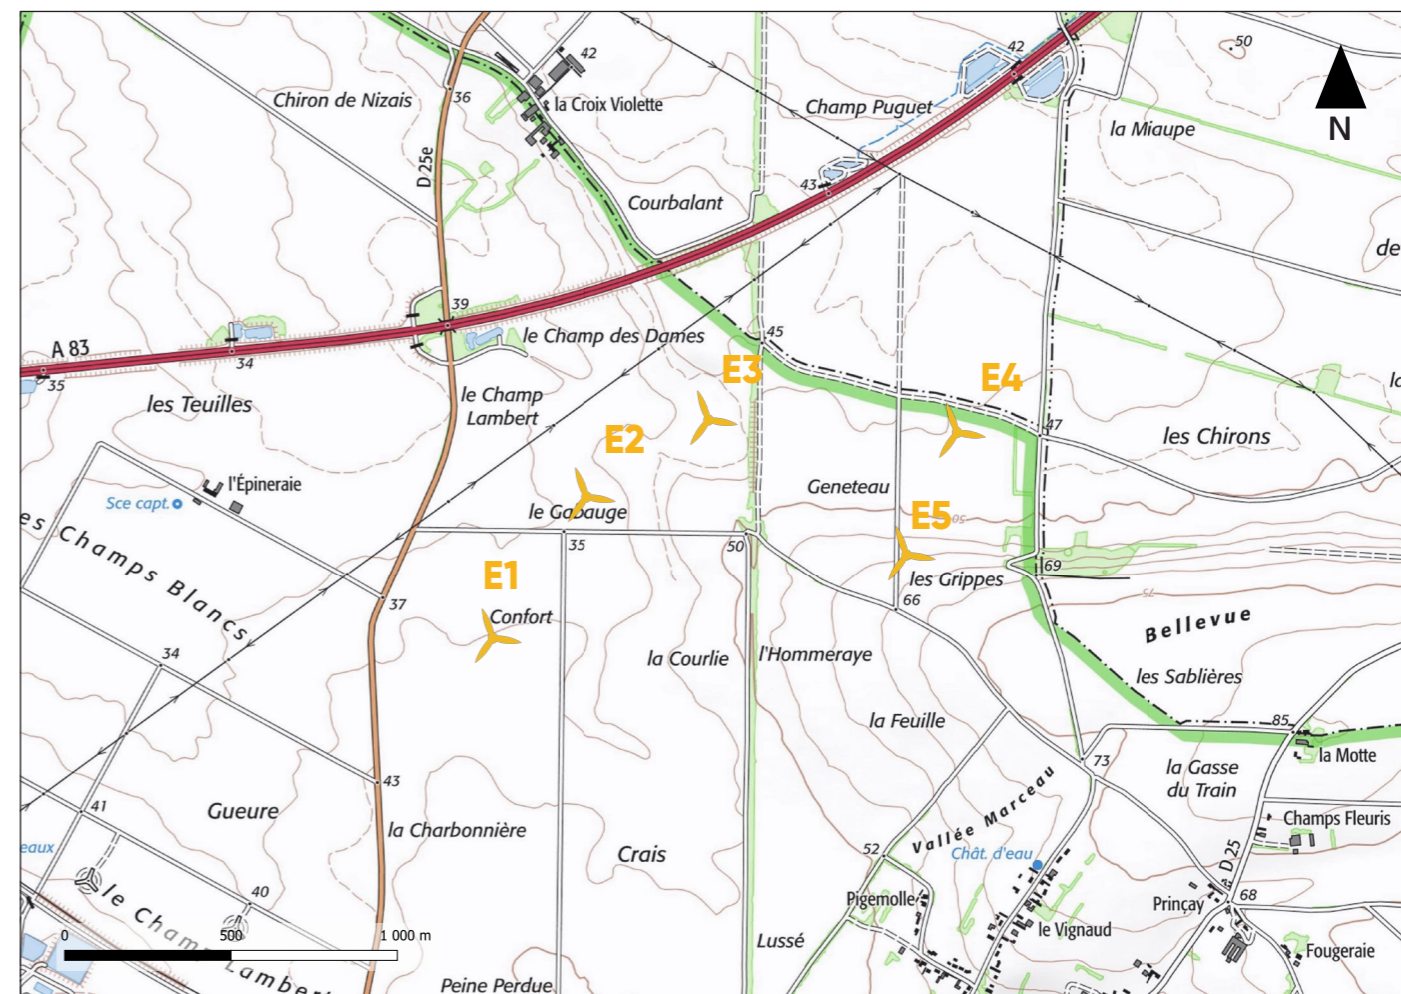 42
50
42
Chiron de Nizais
36
la Croix Violette
Champ Puguet
N
la Miaupe
D 25e
43
Courbalant
de
39
45
A 83
34
35
le Champ des Dames
E3
E4
les Teuilles
le Champ
Lambert
E2
47
les Chirons
l'Épineraie
Sce capt.
Geneteau
le Gabauge
E5
50
es Champs Blancs
35
50
E1
69
les Grippes
37
66
75
Confort
Bellevue
34
la Courlie
l'Hommeraye
les Sablières
la Feuille
85
la Motte
73
la Gasse
du Train
43
41
Gueure
la Charbonnière
Vallée Marceau
Champs Fleuris
eaux
Crais
52
Chât. d'eau
D 25
40
Pigemolle
Prinçay
68
le Champ Lambert
0
500
1 000 m
Lussé
le Vignaud
Fougeraie
Peine Perdue